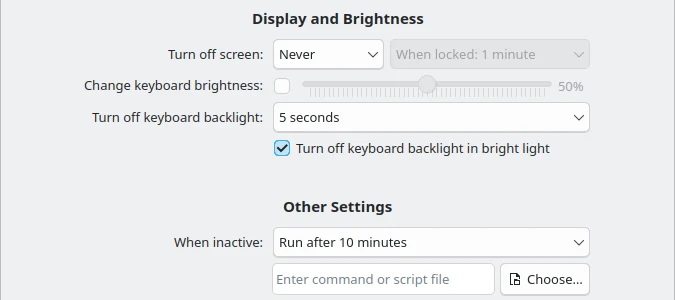 Display and Brightness
Turn off screen: Never When locked: 1 minute
Change keyboard brightness: 50%
Turn off keyboard backlight: 5 seconds
Turn off keyboard backlight in bright light
Other Settings
When inactive: Run after 10 minutes
Enter command or script file Choose...